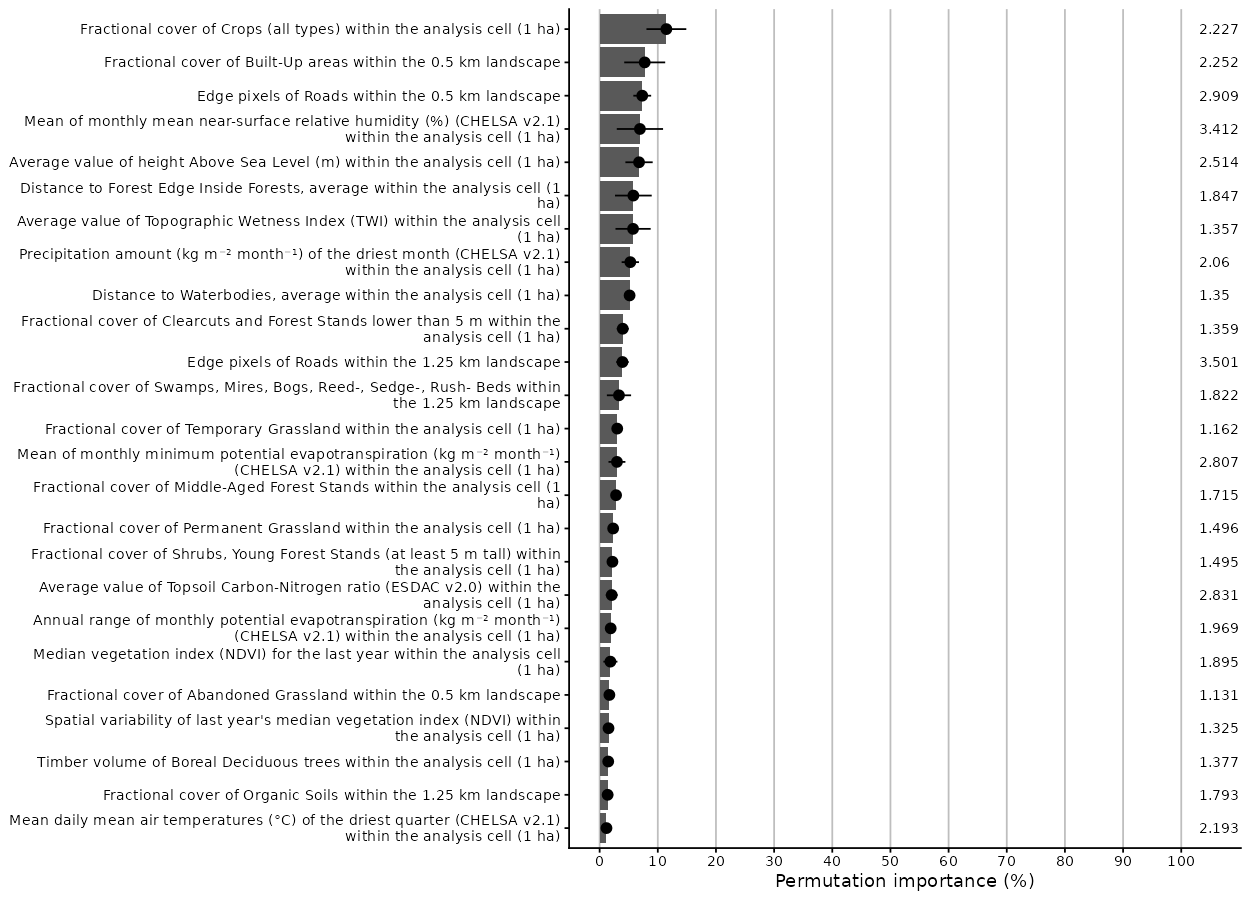 Fractional cover of Crops (all types) within the analysis cell (1 ha) 2.227
Fractional cover of Built-Up areas within the 0.5 km landscape 2.252
Edge pixels of Roads within the 0.5 km landscape 2.909
Mean of monthly mean near-surface relative humidity (%) (CHELSA v2.1)
within the analysis cell (1 ha) 3.412
Average value of height Above Sea Level (m) within the analysis cell (1 ha) 2.514
Distance to Forest Edge Inside Forests, average within the analysis cell (1
ha) 1.847
Average value of Topographic Wetness Index (TWI) within the analysis cell
(1 ha) 1.357
Precipitation amount (kg m⁻² month⁻¹) of the driest month (CHELSA v2.1)
within the analysis cell (1 ha) 2.06
Distance to Waterbodies, average within the analysis cell (1 ha) 1.35
Fractional cover of Clearcuts and Forest Stands lower than 5 m within the
analysis cell (1 ha) 1.359
Edge pixels of Roads within the 1.25 km landscape 3.501
Fractional cover of Swamps, Mires, Bogs, Reed-, Sedge-, Rush- Beds within
the 1.25 km landscape 1.822
Fractional cover of Temporary Grassland within the analysis cell (1 ha) 1.162
Mean of monthly minimum potential evapotranspiration (kg m⁻² month⁻¹)
(CHELSA v2.1) within the analysis cell (1 ha) 2.807
Fractional cover of Middle-Aged Forest Stands within the analysis cell (1
ha) 1.715
Fractional cover of Permanent Grassland within the analysis cell (1 ha) 1.496
Fractional cover of Shrubs, Young Forest Stands (at least 5 m tall) within
the analysis cell (1 ha) 1.495
Average value of Topsoil Carbon-Nitrogen ratio (ESDAC v2.0) within the
analysis cell (1 ha) 2.831
Annual range of monthly potential evapotranspiration (kg m⁻² month⁻¹)
(CHELSA v2.1) within the analysis cell (1 ha) 1.969
Median vegetation index (NDVI) for the last year within the analysis cell
(1 ha) 1.895
Fractional cover of Abandoned Grassland within the 0.5 km landscape 1.131
Spatial variability of last year's median vegetation index (NDVI) within
the analysis cell (1 ha) 1.325
Timber volume of Boreal Deciduous trees within the analysis cell (1 ha) 1.377
Fractional cover of Organic Soils within the 1.25 km landscape 1.793
Mean daily mean air temperatures (°C) of the driest quarter (CHELSA v2.1)
within the analysis cell (1 ha) 2.193
0 10 20 30 40 50 60 70 80 90 100
Permutation importance (%)